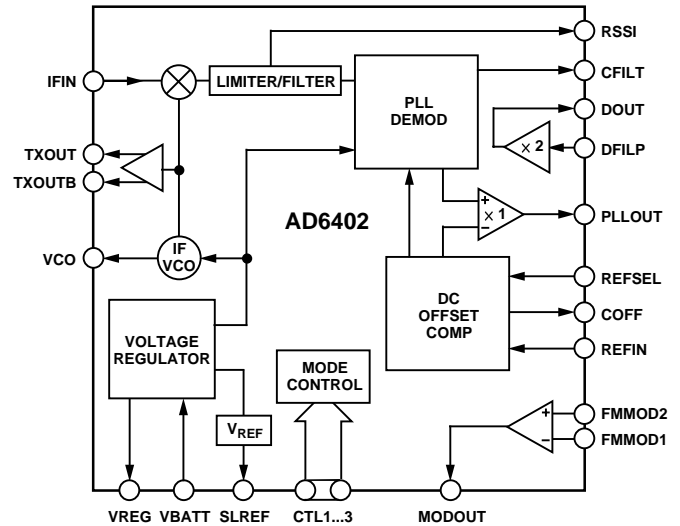 RSSI
IFIN
LIMITER/FILTER
PLL
DEMOD
CFILT
DOUT
× 2
DFILP
TXOUT
TXOUTB
AD6402
+
× 1
–
PLLOUT
VCO
IF
VCO
DC
OFFSET
COMP
REFSEL
COFF
REFIN
VOLTAGE
REGULATOR
MODE
CONTROL
VREF
+
–
FMMOD2
FMMOD1
VREG
VBATT
SLREF
CTL1...3
MODOUT